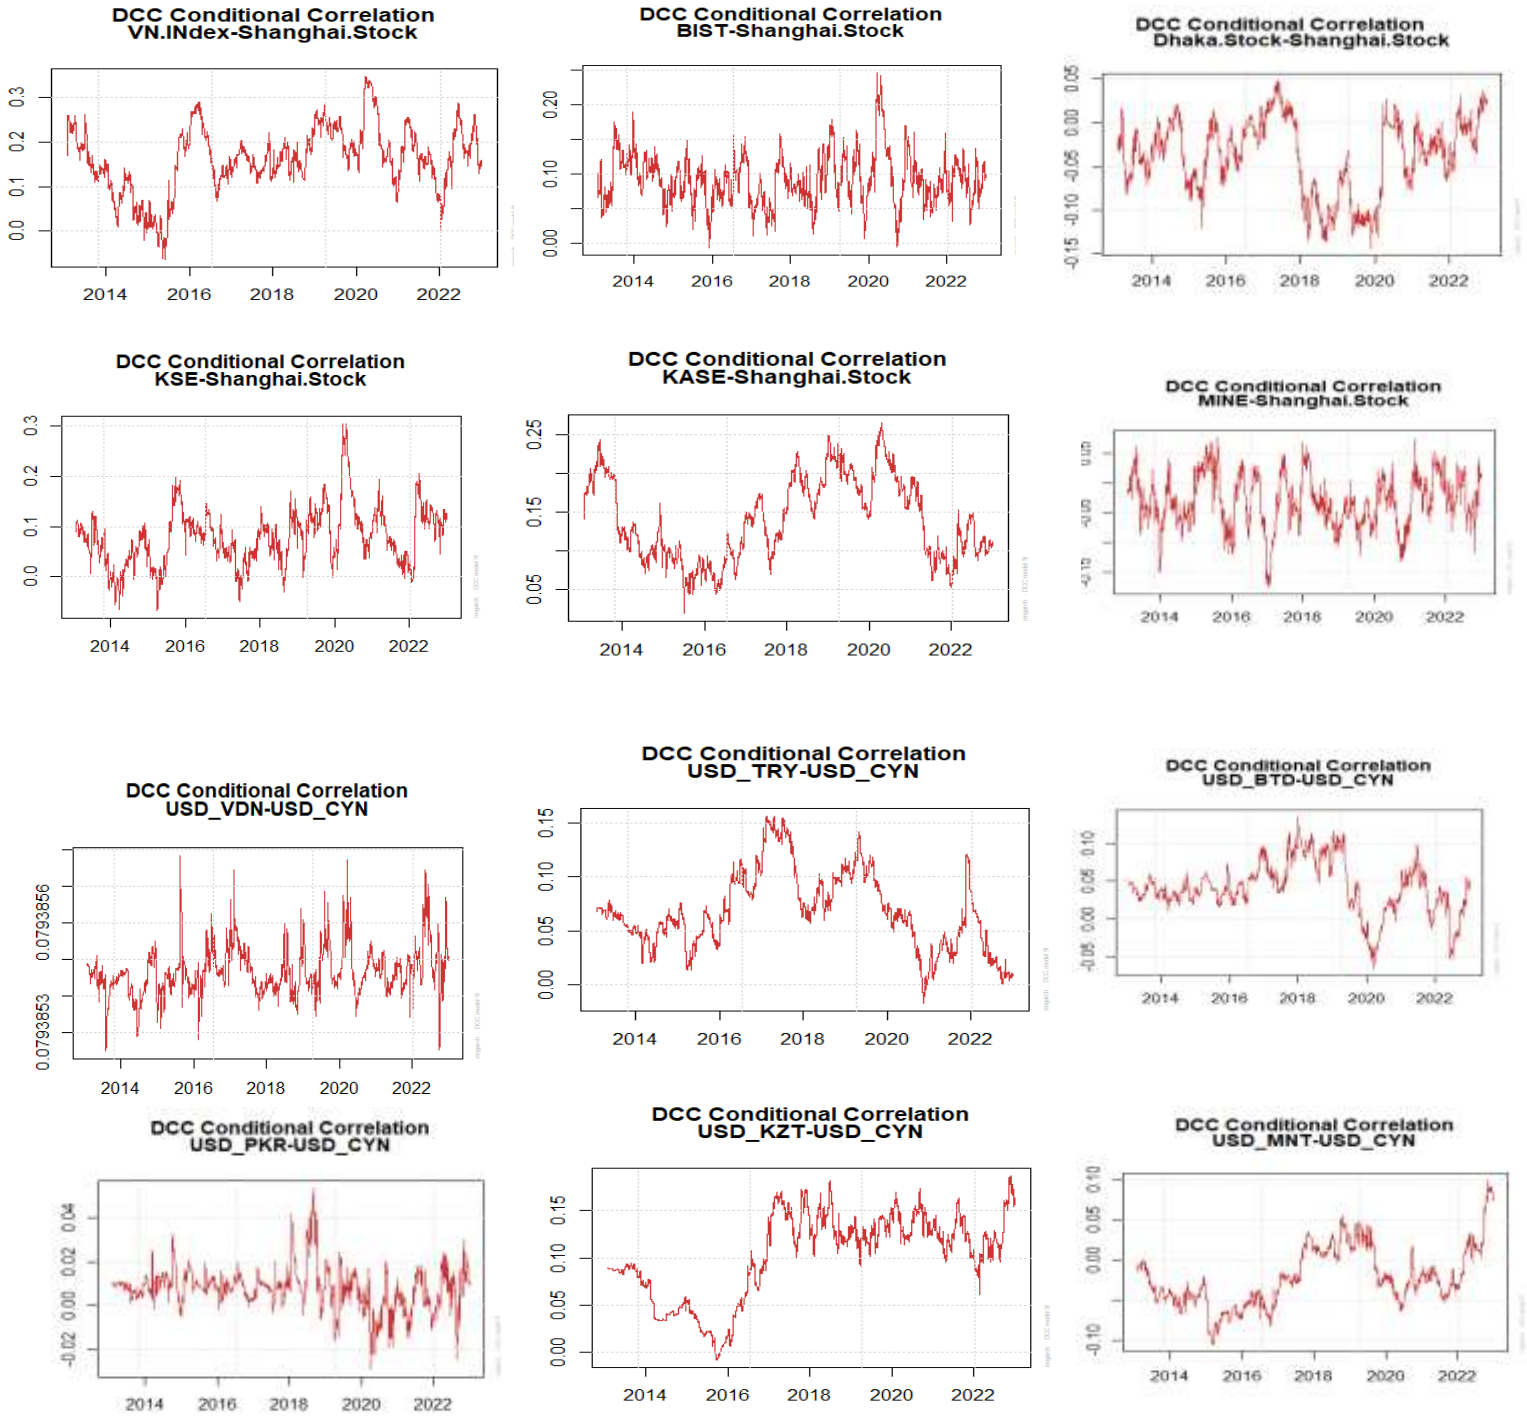 DCC Conditional Correlation
VN.INdex-Shanghai.Stock
0.3
0.2
0.1
0.0
2014 2016 2018 2020 2022
DCC Conditional Correlation
BIST-Shanghai.Stock
0.20
0.10
0.00
2014 2016 2018 2020 2022
DCC Conditional Correlation
Dhaka.Stock-Shanghai.Stock
0.05
0.00
-0.05
-0.10
-0.15
2014 2016 2018 2020 2022
DCC Conditional Correlation
KSE-Shanghai.Stock
0.3
0.2
0.1
0.0
2014 2016 2018 2020 2022
DCC Conditional Correlation
KASE-Shanghai.Stock
0.25
0.15
0.05
2014 2016 2018 2020 2022
DCC Conditional Correlation
MINE-Shanghai.Stock
0.05
-0.05
-0.10
2014 2016 2018 2020 2022
DCC Conditional Correlation
USD_VDN-USD_CYN
0.0793856
0.0793853
2014 2016 2018 2020 2022
DCC Conditional Correlation
USD_TRY-USD_CYN
0.15
0.10
0.05
0.00
2014 2016 2018 2020 2022
DCC Conditional Correlation
USD_BTD-USD_CYN
0.10
0.05
0.00
-0.05
2014 2016 2018 2020 2022
DCC Conditional Correlation
USD_PKR-USD_CYN
0.04
0.02
0.00
-0.02
2014 2016 2018 2020 2022
DCC Conditional Correlation
USD_KZT-USD_CYN
0.15
0.10
0.05
0.00
2014 2016 2018 2020 2022
DCC Conditional Correlation
USD_MNT-USD_CYN
0.10
0.05
0.00
-0.10
2014 2016 2018 2020 2022